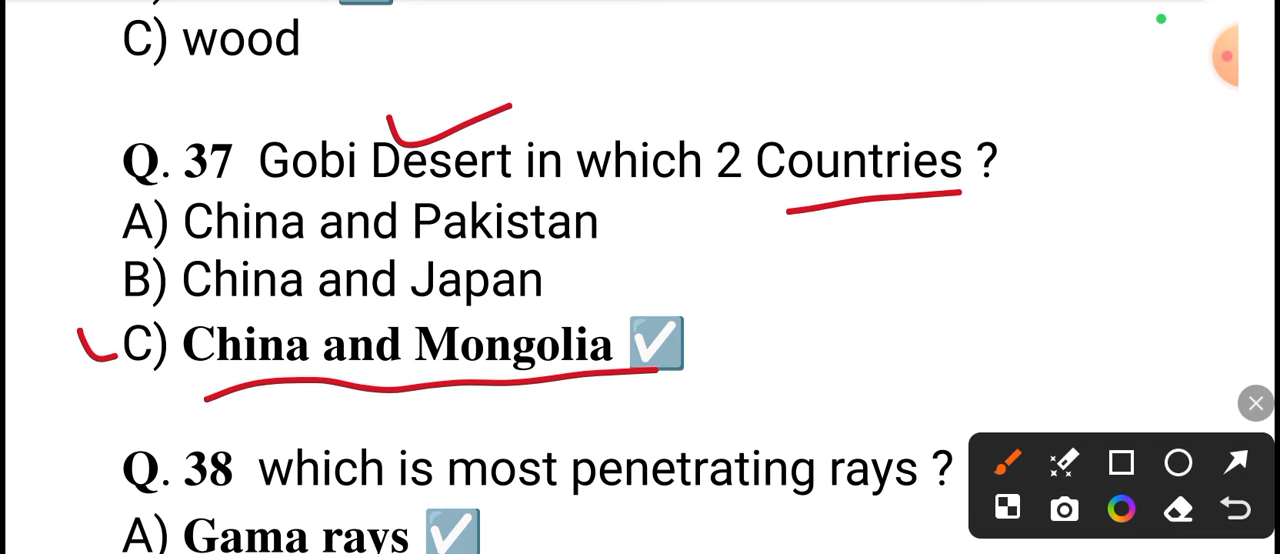 C) wood
Q. 37 Gobi Desert in which 2 Countries ?
A) China and Pakistan
B) China and Japan
C) China and Mongolia ☑
Q. 38 which is most penetrating rays ?
A) Gama rays ☑